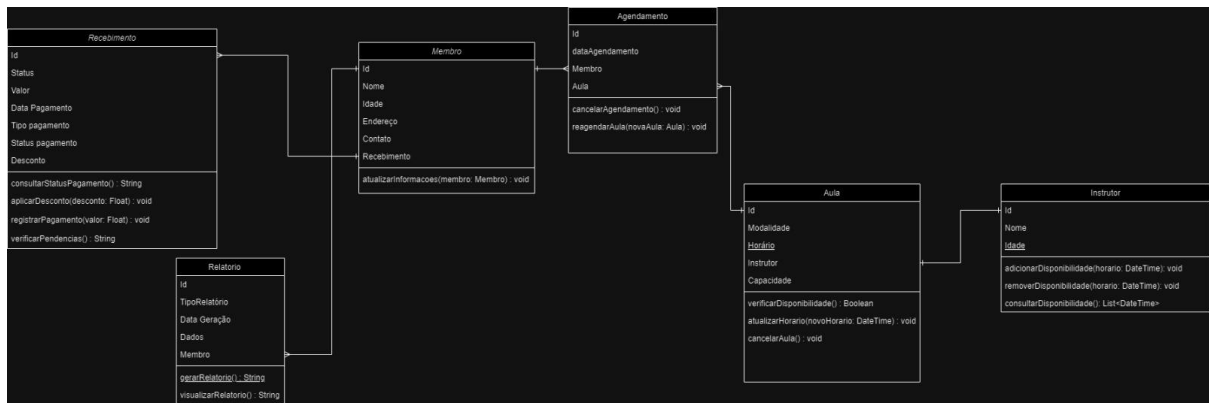 Recebimento
Id
Status
Valor
Data Pagamento
Tipo pagamento
Status pagamento
Desconto
consultarStatusPagamento() : String
aplicarDesconto(desconto: Float) : void
registrarPagamento(valor: Float) : void
verificarPendencias() : String
Membro
Id
Nome
Idade
Endereço
Contato
Recebimento
atualizarInformacoes(membro: Membro) : void
Agendamento
Id
dataAgendamento
Membro
Aula
cancelarAgendamento() : void
reagendarAula(novaAula: Aula) : void
Relatorio
Id
TipoRelatório
Data Geração
Dados
Membro
gerarRelatorio() : String
visualizarRelatorio() : String
Aula
Id
Modalidade
Horário
Instrutor
Capacidade
verificarDisponibilidade() : Boolean
atualizarHorario(novoHorario: DateTime) : void
cancelarAula() : void
Instrutor
Id
Nome
Idade
adicionarDisponibilidade(horario: DateTime): void
removerDisponibilidade(horario: DateTime): void
consultarDisponibilidade(): List<DateTime>